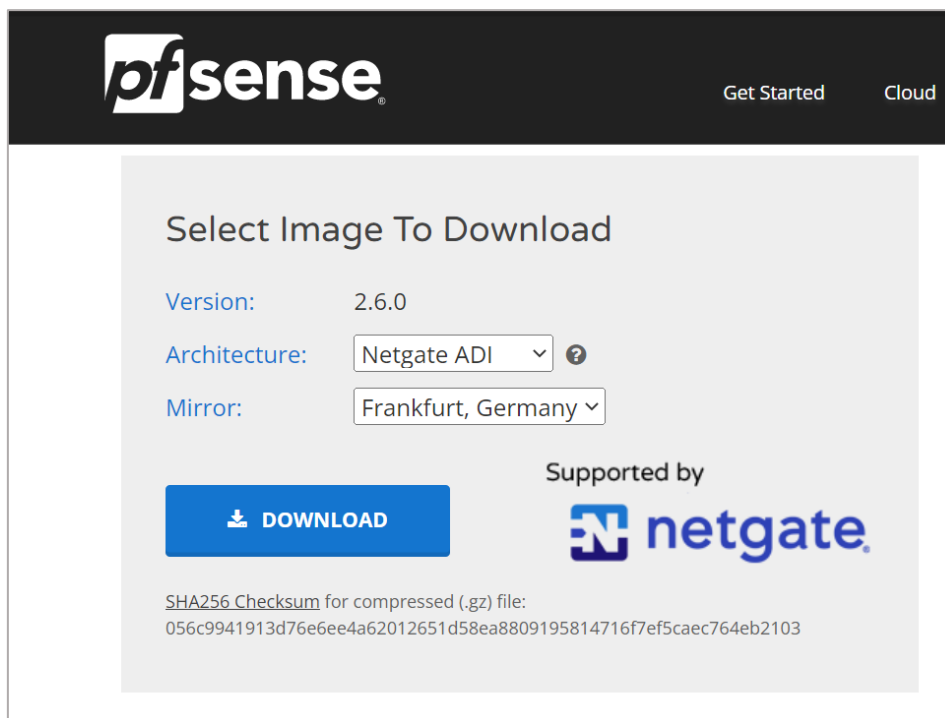 pfsense®
Get Started
Cloud
Select Image To Download
Version: 2.6.0
Architecture: Netgate ADI
Mirror: Frankfurt, Germany
Supported by
netgate®
DOWNLOAD
SHA256 Checksum for compressed (.gz) file:
056c9941913d76e6ee4a62012651d58ea8809195814716f7ef5caec764eb2103